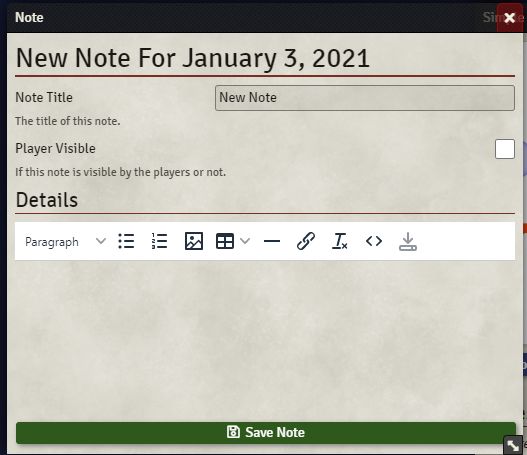 Note
New Note For January 3, 2021
Note Title
New Note
The title of this note.
Player Visible
If this note is visible by the players or not.
Details
Paragraph
Save Note